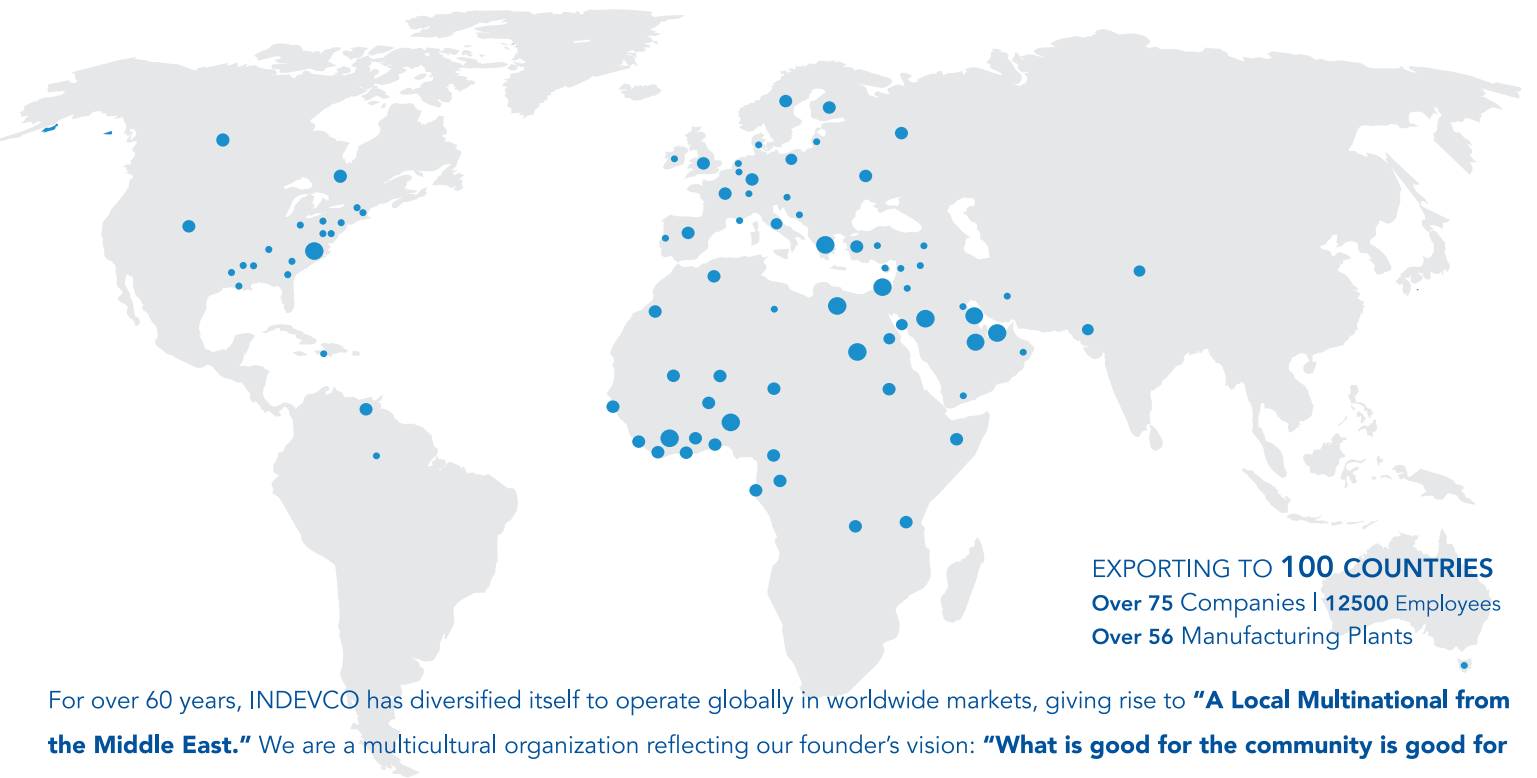 EXPORTING TO 100 COUNTRIES
Over 75 Companies | 12500 Employees
Over 56 Manufacturing Plants
For over 60 years, INDEVCO has diversified itself to operate globally in worldwide markets, giving rise to “A Local Multinational from
the Middle East.” We are a multicultural organization reflecting our founder’s vision: “What is good for the community is good for